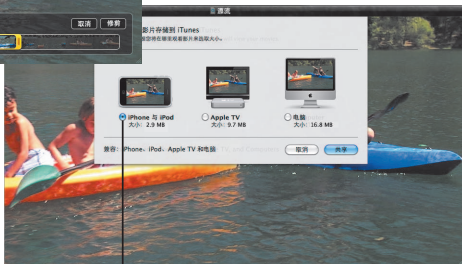 源流
取消 修剪
影片存储到 iTunes
iPhone 与 iPod
大小: 2.9 MB
Apple TV
大小: 9.7 MB
电脑
大小: 16.8 MB
兼容: iPhone、iPod、Apple TV 和电脑
取消 共享